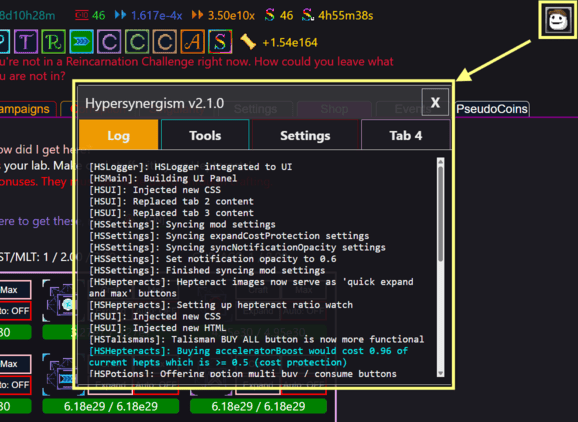 8d10h28m 46 1.617e-4x 3.50e10x S 46 S 4h55m38s
T R C C C A S +1.54e164
u're not in a Reincarnation Challenge right now. How could you leave what
u are not in?
ampaigns Settings Shop Eve PseudoCoins
Hypersynergism v2.1.0 X
Log Tools Settings Tab 4
ow did I get he
s your lab. Mak
onuses. They
ere to get these
ST/MLT: 1 / 2.0
[HSLogger]: HSLogger integrated to UI
[HSMain]: Building UI Panel
[HSUI]: Injected new CSS
[HSUI]: Replaced tab 2 content
[HSUI]: Replaced tab 3 content
[HSSettings]: Syncing mod settings
[HSSettings]: Syncing expandCostProtection settings
[HSSettings]: Syncing syncNotificationOpacity settings
[HSSettings]: Set notification opacity to 0.6
[HSSettings]: Finished syncing mod settings
[HSHepteracts]: Hepteract images now serve as 'quick expand
and max' buttons
[HSHepteracts]: Setting up hepteract ratio watch
[HSUI]: Injected new CSS
[HSUI]: Injected new HTML
[HSTalismans]: Talisman BUY ALL button is now more functional
[HSHepteracts]: Buying acceleratorBoost would cost 0.96 of
current hepts which is >= 0.5 (cost protection)
[HSPotions]: Offering potion multi buy / consume buttons
Max
to: OFF
30
Max
to: OFF
30 6.18e29 / 6.18e29 6.18e29 / 6.18e29